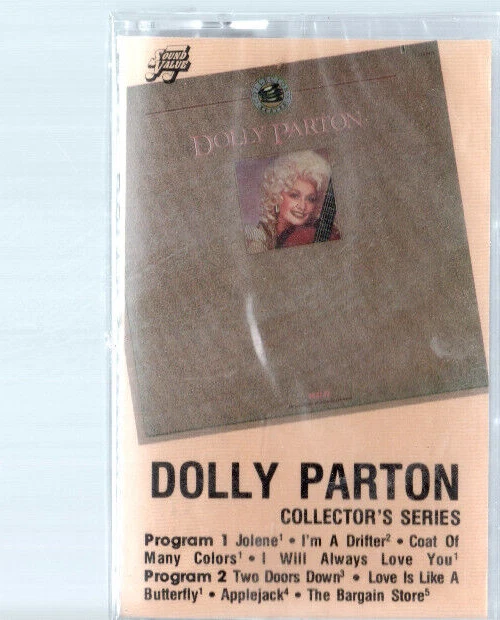 SOUND
VALUE
DOLLY PARTON
DOLLY PARTON
COLLECTOR'S SERIES
Program 1 Jolene¹ • I'm A Drifter² • Coat Of
Many Colors¹ • I Will Always Love You¹
Program 2 Two Doors Down³ • Love Is Like A
Butterfly¹ • Applejack⁴ • The Bargain Store⁵